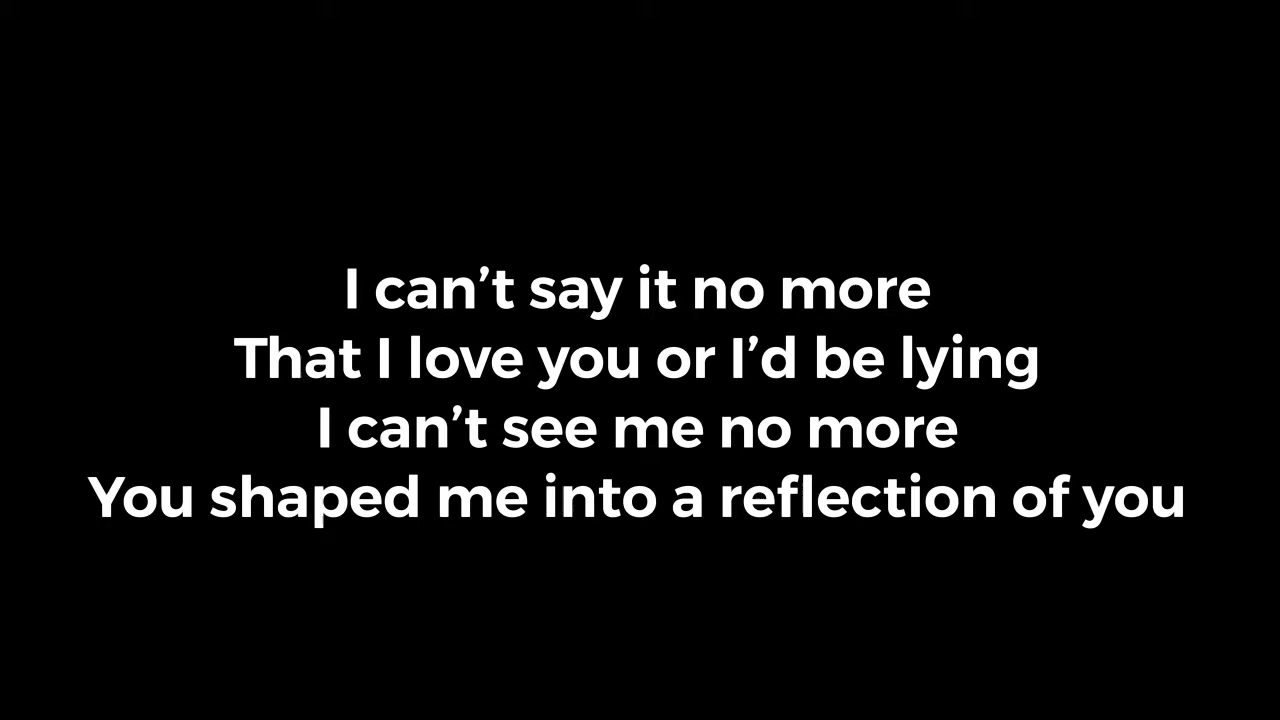 I can’t say it no more
That I love you or I’d be lying
I can’t see me no more
You shaped me into a reflection of you